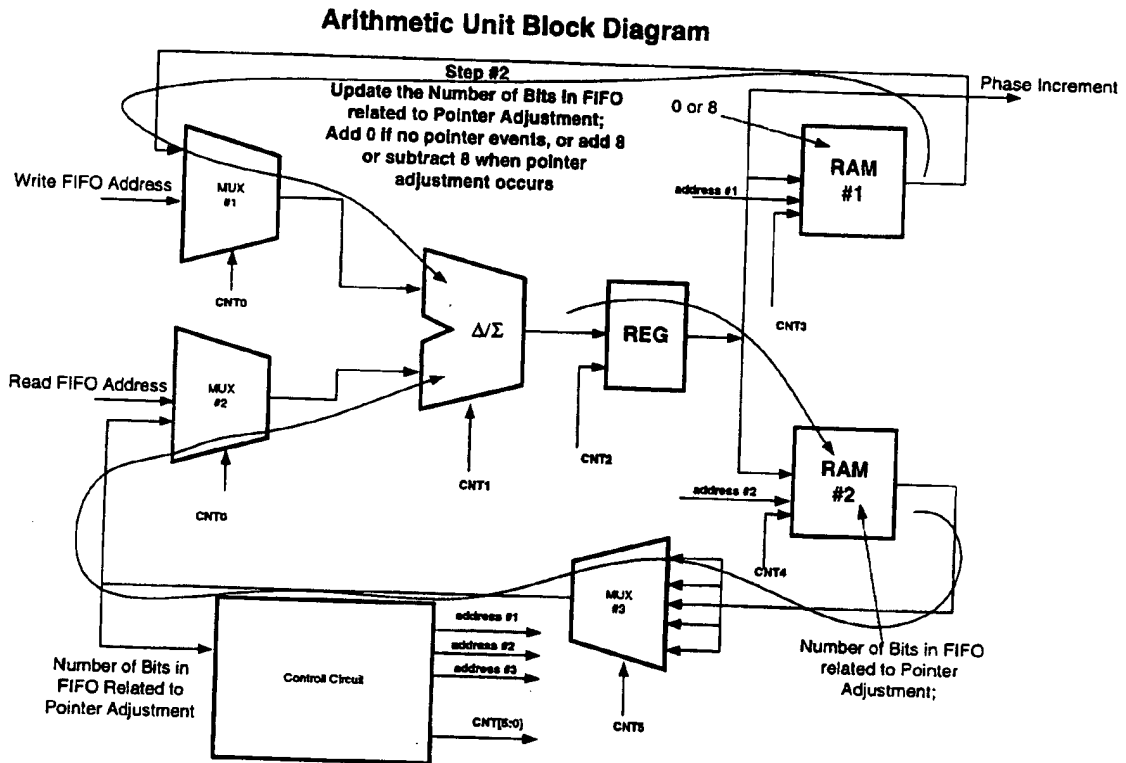 Arithmetic Unit Block Diagram
Step #2
Update the Number of Bits in FIFO
related to Pointer Adjustment;
Add 0 if no pointer events, or add 8
or subtract 8 when pointer
adjustment occurs
Phase Increment
0 or 8
RAM
#1
address #1
CNT3
Write FIFO Address
MUX
#1
CNT0
Δ/Σ
CNT1
REG
CNT2
Read FIFO Address
MUX
#2
CNT0
RAM
#2
address #2
CNT4
MUX
#3
CNT5
Number of Bits in FIFO
related to Pointer
Adjustment;
Number of Bits in
FIFO Related to
Pointer Adjustment
Controll Circuit
address #1
address #2
address #3
CNT[5:0]